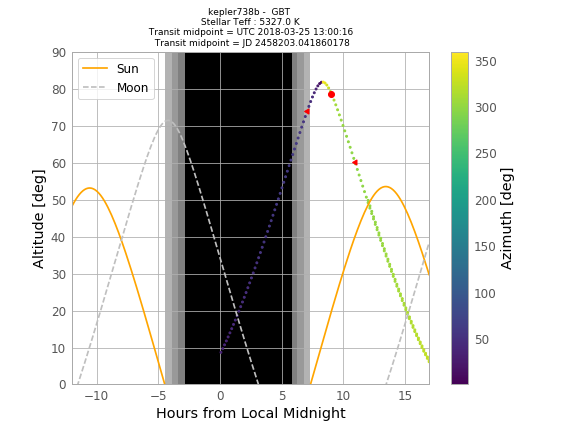 kepler738b - GBT
Stellar Teff : 5327.0 K
Transit midpoint = UTC 2018-03-25 13:00:16
Transit midpoint = JD 2458203.041860178
90
80
70
60
50
40
30
20
10
0
Altitude [deg]
Sun
Moon
−10
−5
0
5
10
15
Hours from Local Midnight
350
300
250
200
150
100
50
Azimuth [deg]